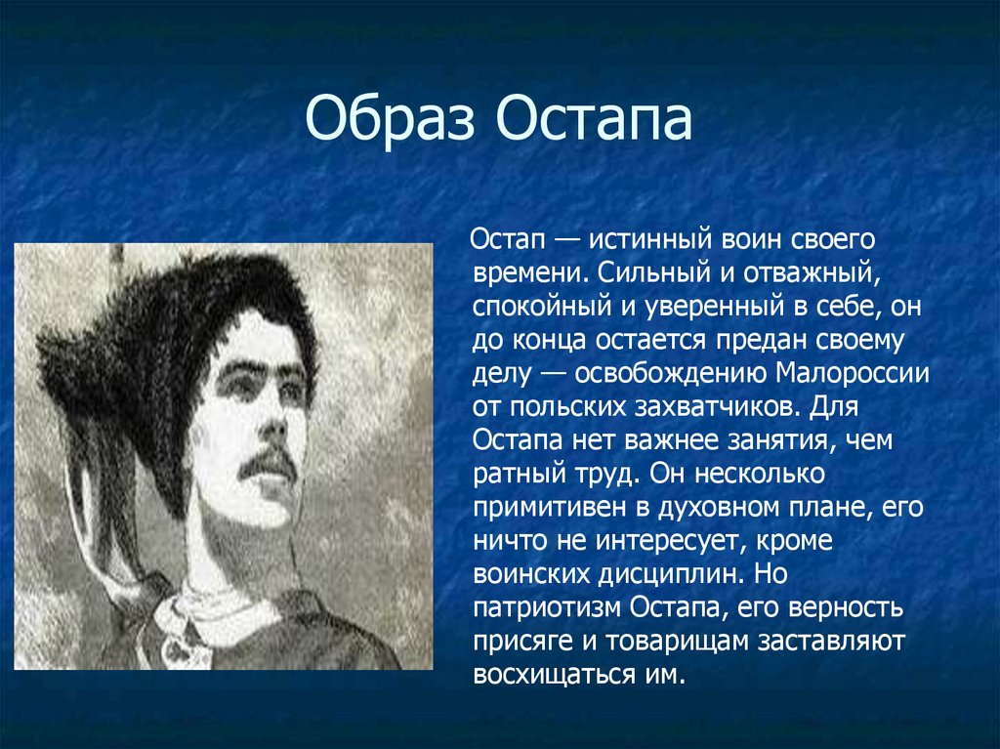 Образ Остапа
Остап — истинный воин своего
времени. Сильный и отважный,
спокойный и уверенный в себе, он
до конца остается предан своему
делу — освобождению Малороссии
от польских захватчиков. Для
Остапа нет важнее занятия, чем
ратный труд. Он несколько
примитивен в духовном плане, его
ничто не интересует, кроме
воинских дисциплин. Но
патриотизм Остапа, его верность
присяге и товарищам заставляют
восхищаться им.